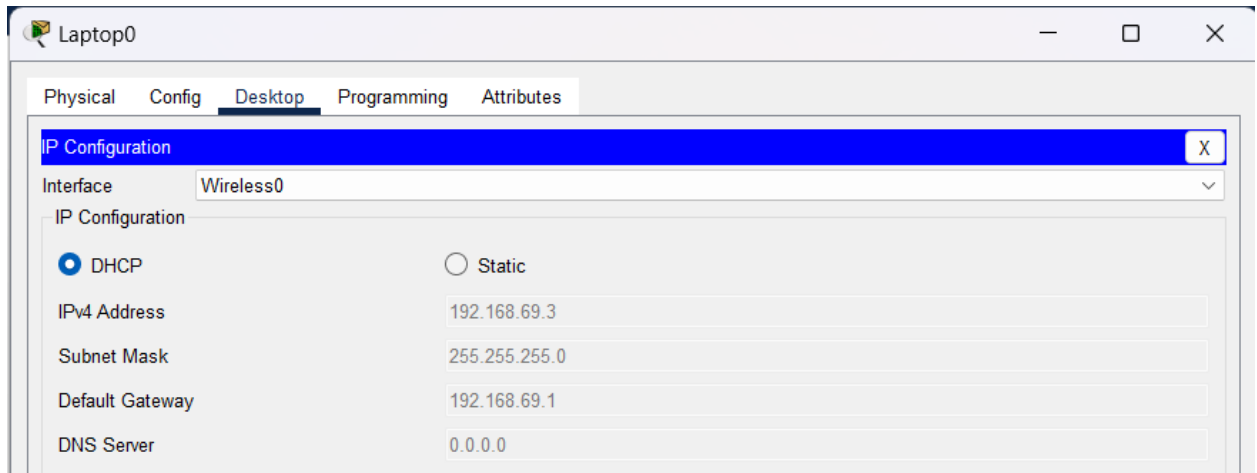 Laptop0
Physical Config Desktop Programming Attributes
IP Configuration X
Interface Wireless0
IP Configuration
DHCP Static
IPv4 Address 192.168.69.3
Subnet Mask 255.255.255.0
Default Gateway 192.168.69.1
DNS Server 0.0.0.0